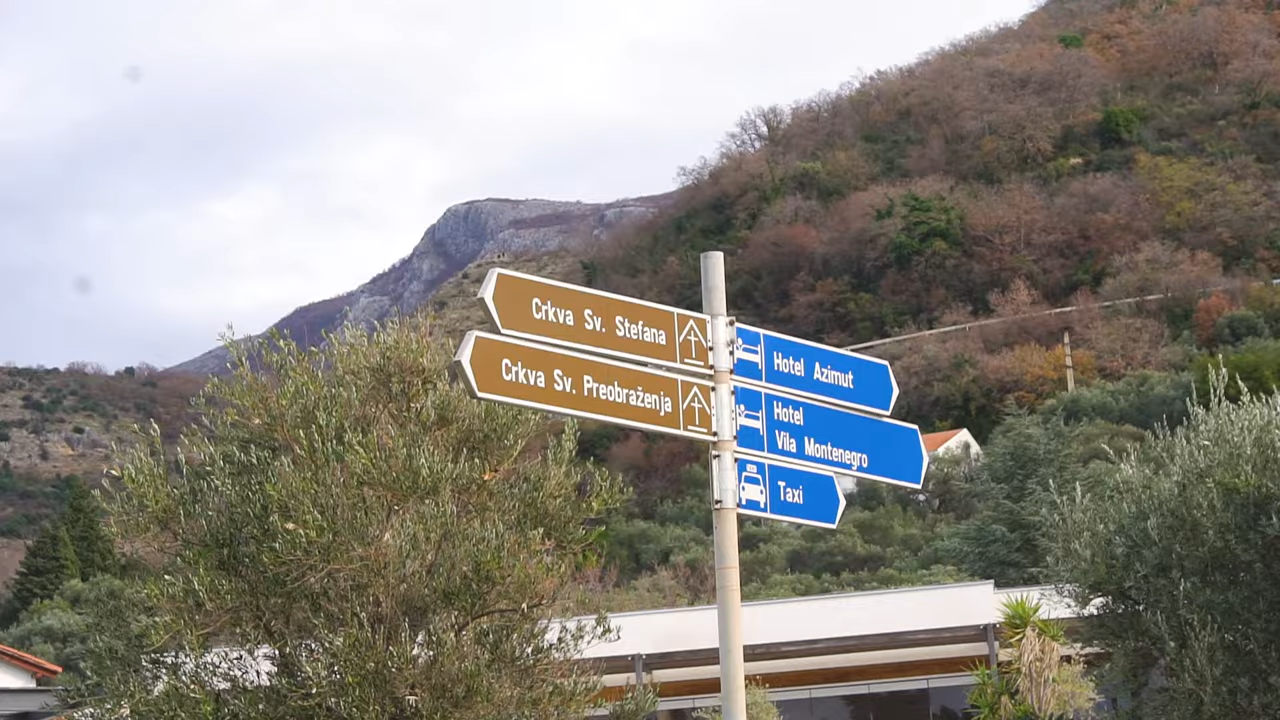 Crkva Sv. Stefana
Crkva Sv. Preobraženja
Hotel Azimut
Hotel
Vila Montenegro
Taxi